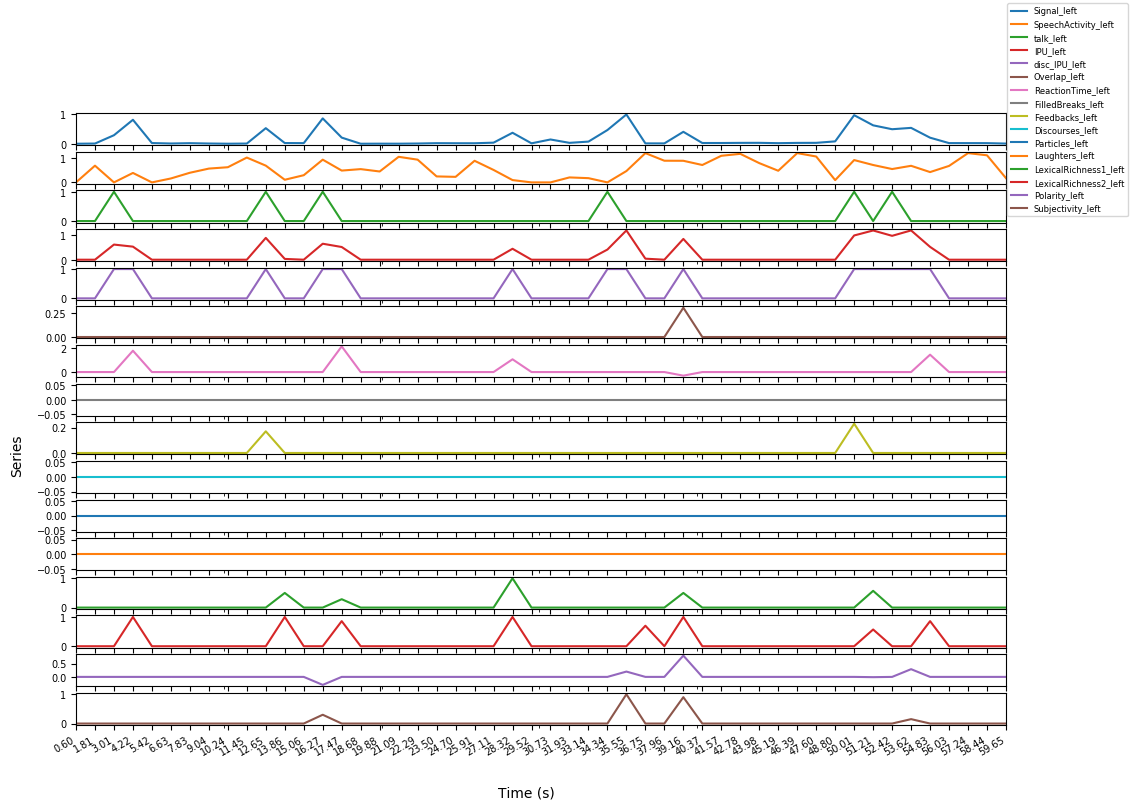 Signal_left
SpeechActivity_left
talk_left
IPU_left
disc_IPU_left
Overlap_left
ReactionTime_left
FilledBreaks_left
Feedbacks_left
Discourses_left
Particles_left
Laughters_left
LexicalRichness1_left
LexicalRichness2_left
Polarity_left
Subjectivity_left
1
0
1
0
1
0
1
0
1
0
0.25
0.00
2
0
0.05
0.00
−0.05
0.2
0.0
0.05
0.00
−0.05
0.05
0.00
−0.05
0.05
0.00
−0.05
1
0
1
0
0.5
0.0
1
0
Series
0.60 1.81 3.01 4.22 5.42 6.63 7.83 9.04 10.24 11.45 12.65 13.86 15.06 16.27 17.47 18.68 19.88 21.09 22.29 23.50 24.70 25.91 27.11 28.32 29.52 30.73 31.93 33.14 34.34 35.55 36.75 37.96 39.16 40.37 41.57 42.78 43.98 45.19 46.39 47.60 48.80 50.01 51.21 52.42 53.62 54.83 56.03 57.24 58.44 59.65
Time (s)